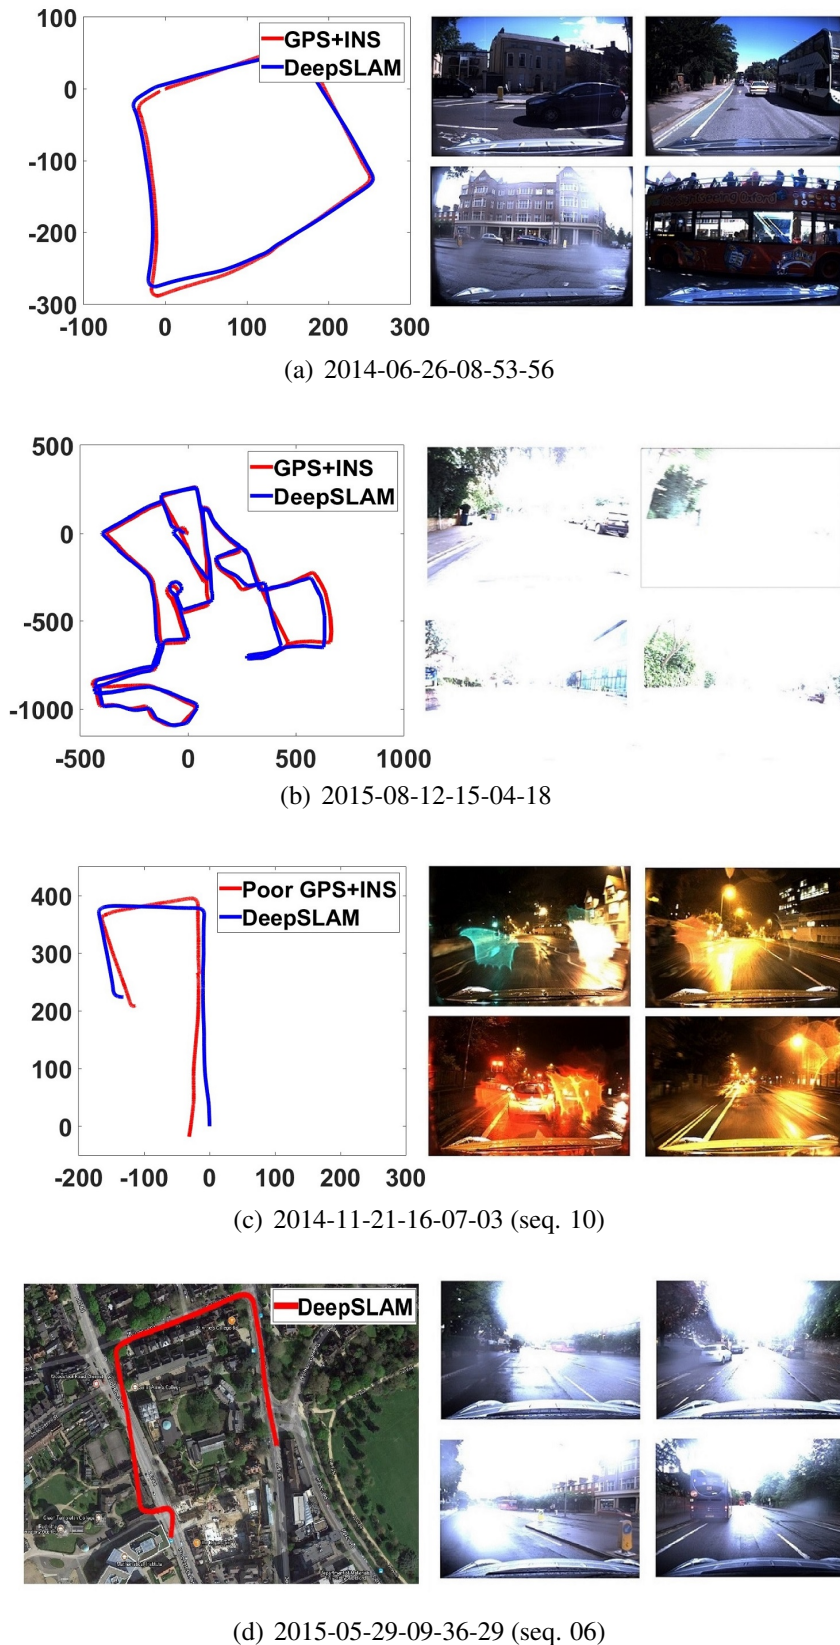 100
0
-100
-200
-300
-100 0 100 200 300
GPS+INS
DeepSLAM
(a) 2014-06-26-08-53-56
500
0
-500
-1000
-500 0 500 1000
GPS+INS
DeepSLAM
(b) 2015-08-12-15-04-18
400
300
200
100
0
-200 -100 0 100 200 300
Poor GPS+INS
DeepSLAM
(c) 2014-11-21-16-07-03 (seq. 10)
DeepSLAM
(d) 2015-05-29-09-36-29 (seq. 06)